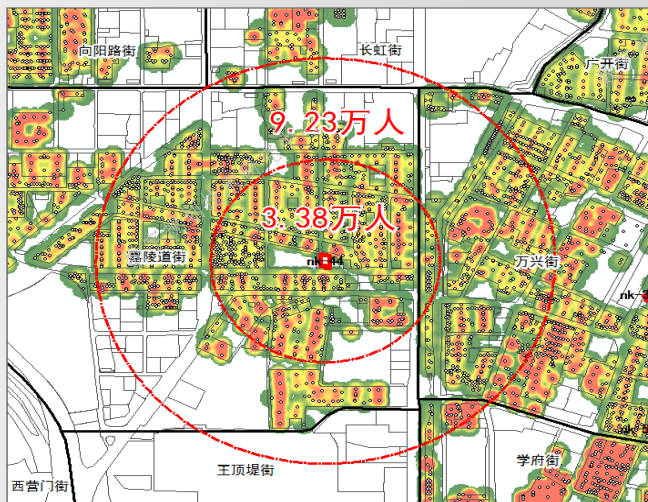 向阳路街
长虹街
广开街
9.23万人
3.38万人
嘉陵道街
nk-44
万兴街
王顶堤街
学府街
西营门街